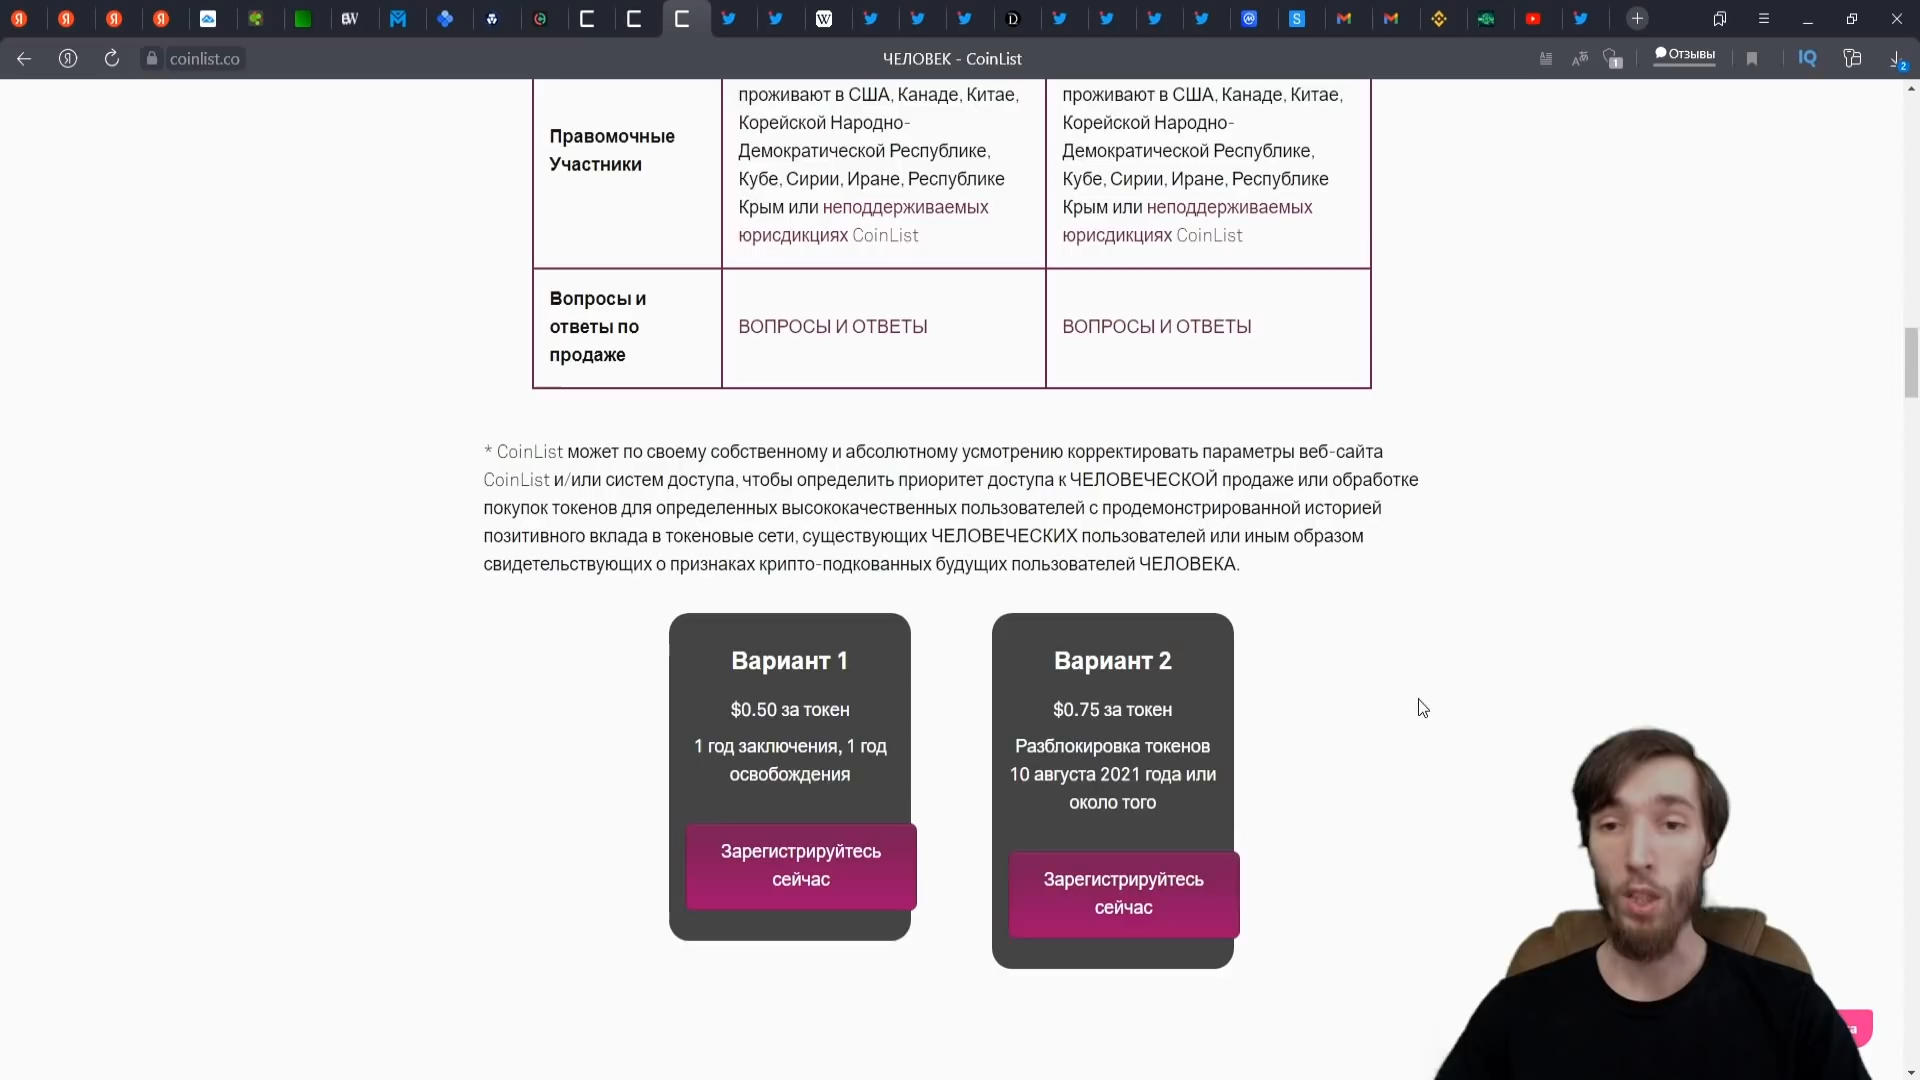 coinlist.co
ЧЕЛОВЕК - CoinList
Отзывы
IQ
1
2
Правомочные
Участники
проживают в США, Канаде, Китае,
Корейской Народно-
Демократической Республике,
Кубе, Сирии, Иране, Республике
Крым или неподдерживаемых
юрисдикциях CoinList
проживают в США, Канаде, Китае,
Корейской Народно-
Демократической Республике,
Кубе, Сирии, Иране, Республике
Крым или неподдерживаемых
юрисдикциях CoinList
Вопросы и
ответы по
продаже
ВОПРОСЫ И ОТВЕТЫ
ВОПРОСЫ И ОТВЕТЫ
* CoinList может по своему собственному и абсолютному усмотрению корректировать параметры веб-сайта
CoinList и/или систем доступа, чтобы определить приоритет доступа к ЧЕЛОВЕЧЕСКОЙ продаже или обработке
покупок токенов для определенных высококачественных пользователей с продемонстрированной историей
позитивного вклада в токеновые сети, существующих ЧЕЛОВЕЧЕСКИХ пользователей или иным образом
свидетельствующих о признаках крипто-подкованных будущих пользователей ЧЕЛОВЕКА.
Вариант 1
$0.50 за токен
1 год заключения, 1 год
освобождения
Зарегистрируйтесь
сейчас
Вариант 2
$0.75 за токен
Разблокировка токенов
10 августа 2021 года или
около того
Зарегистрируйтесь
сейчас